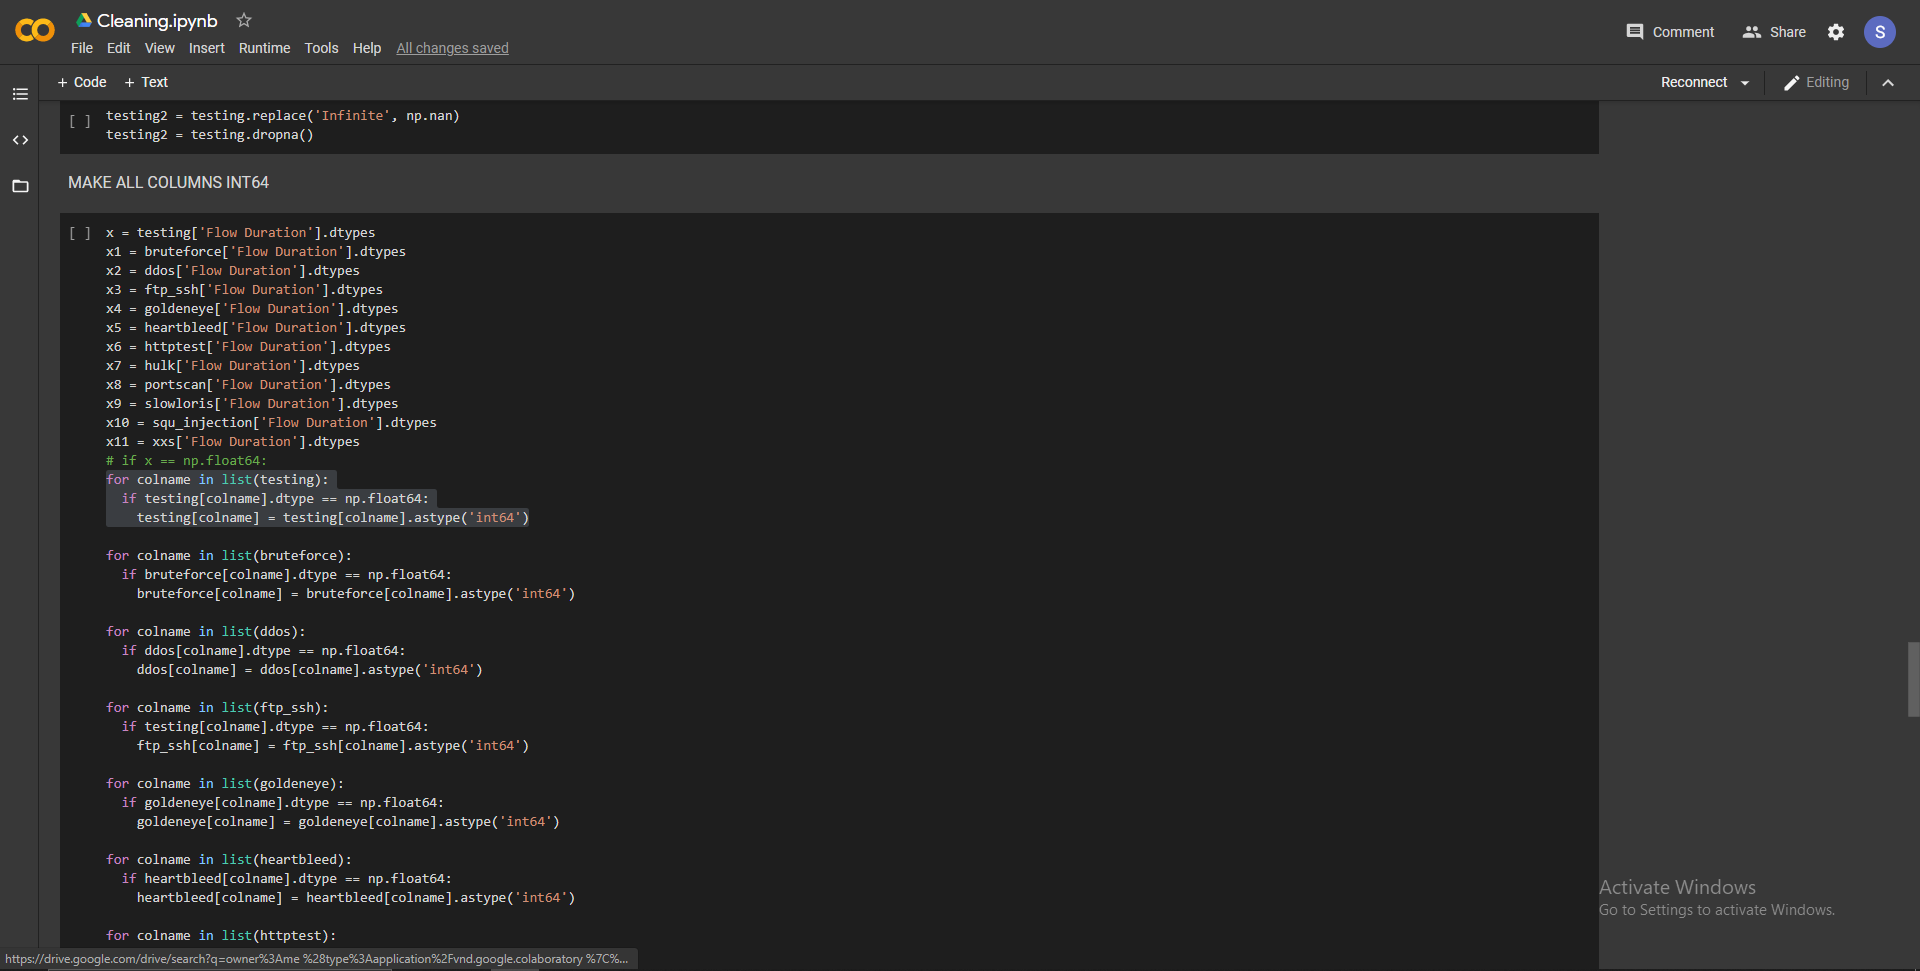 Cleaning.ipynb
File Edit View Insert Runtime Tools Help All changes saved
Comment Share S
+ Code + Text
Reconnect Editing
[ ] testing2 = testing.replace('Infinite', np.nan)
testing2 = testing.dropna()
MAKE ALL COLUMNS INT64
[ ] x = testing['Flow Duration'].dtypes
x1 = bruteforce['Flow Duration'].dtypes
x2 = ddos['Flow Duration'].dtypes
x3 = ftp_ssh['Flow Duration'].dtypes
x4 = goldeneye['Flow Duration'].dtypes
x5 = heartbleed['Flow Duration'].dtypes
x6 = httptest['Flow Duration'].dtypes
x7 = hulk['Flow Duration'].dtypes
x8 = portscan['Flow Duration'].dtypes
x9 = slowloris['Flow Duration'].dtypes
x10 = squ_injection['Flow Duration'].dtypes
x11 = xxs['Flow Duration'].dtypes
# if x == np.float64:
for colname in list(testing):
if testing[colname].dtype == np.float64:
testing[colname] = testing[colname].astype('int64')
for colname in list(bruteforce):
if bruteforce[colname].dtype == np.float64:
bruteforce[colname] = bruteforce[colname].astype('int64')
for colname in list(ddos):
if ddos[colname].dtype == np.float64:
ddos[colname] = ddos[colname].astype('int64')
for colname in list(ftp_ssh):
if testing[colname].dtype == np.float64:
ftp_ssh[colname] = ftp_ssh[colname].astype('int64')
for colname in list(goldeneye):
if goldeneye[colname].dtype == np.float64:
goldeneye[colname] = goldeneye[colname].astype('int64')
for colname in list(heartbleed):
if heartbleed[colname].dtype == np.float64:
heartbleed[colname] = heartbleed[colname].astype('int64')
for colname in list(httptest):
Activate Windows
Go to Settings to activate Windows.
https://drive.google.com/drive/search?q=owner%3Ame %28type%3Aapplication%2Fvnd.google.colaboratory %7C%...